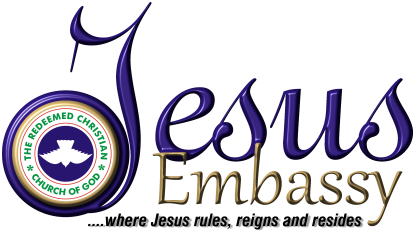 Jesus
THE REDEEMED CHRISTIAN
CHURCH OF GOD
Embassy
....where Jesus rules, reigns and resides